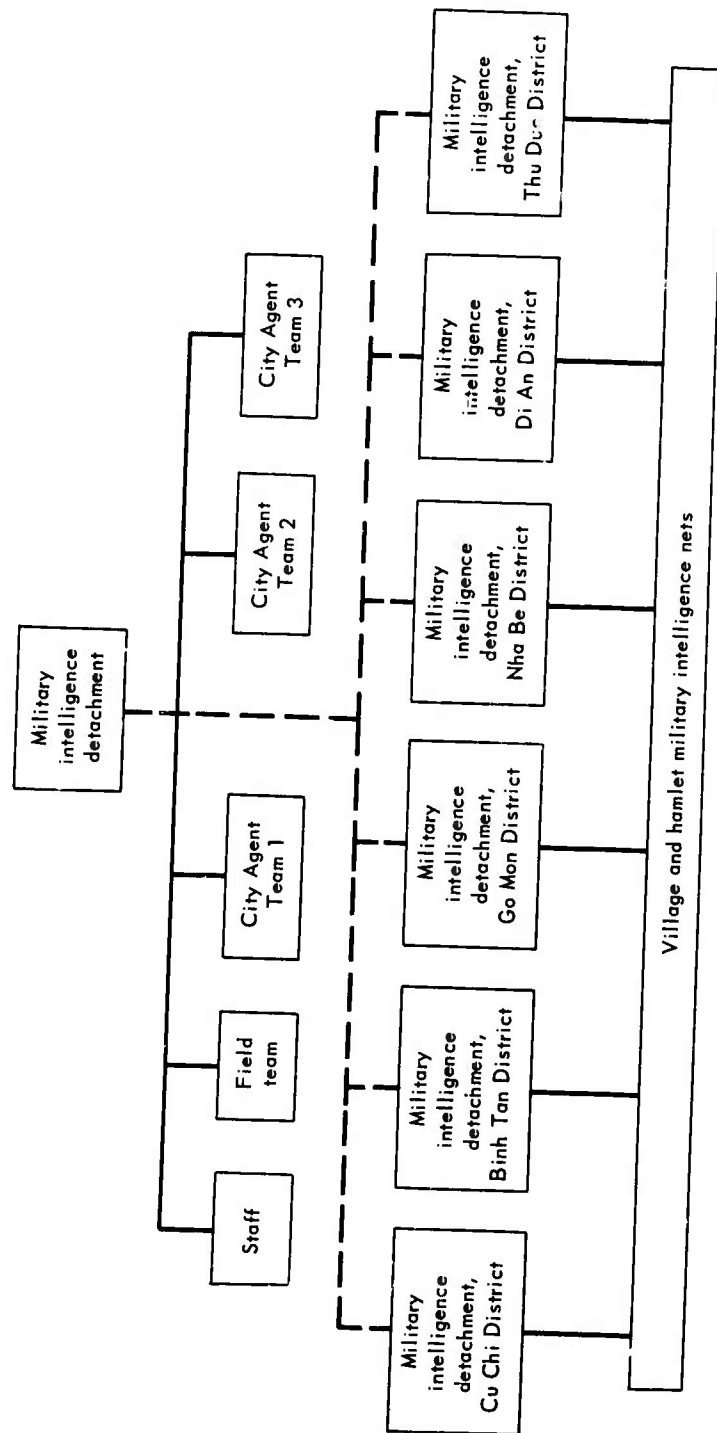 Military
intelligence
detachment
Staff
Field
team
City Agent
Team 1
City Agent
Team 2
City Agent
Team 3
Military
intelligence
detachment,
Cu Chi District
Military
intelligence
detachment,
Binh Tan District
Military
intelligence
detachment,
Go Mon District
Military
intelligence
detachment,
Nha Be District
Military
intelligence
detachment,
Di An District
Military
intelligence
detachment,
Thu Duc District
Village and hamlet military intelligence nets